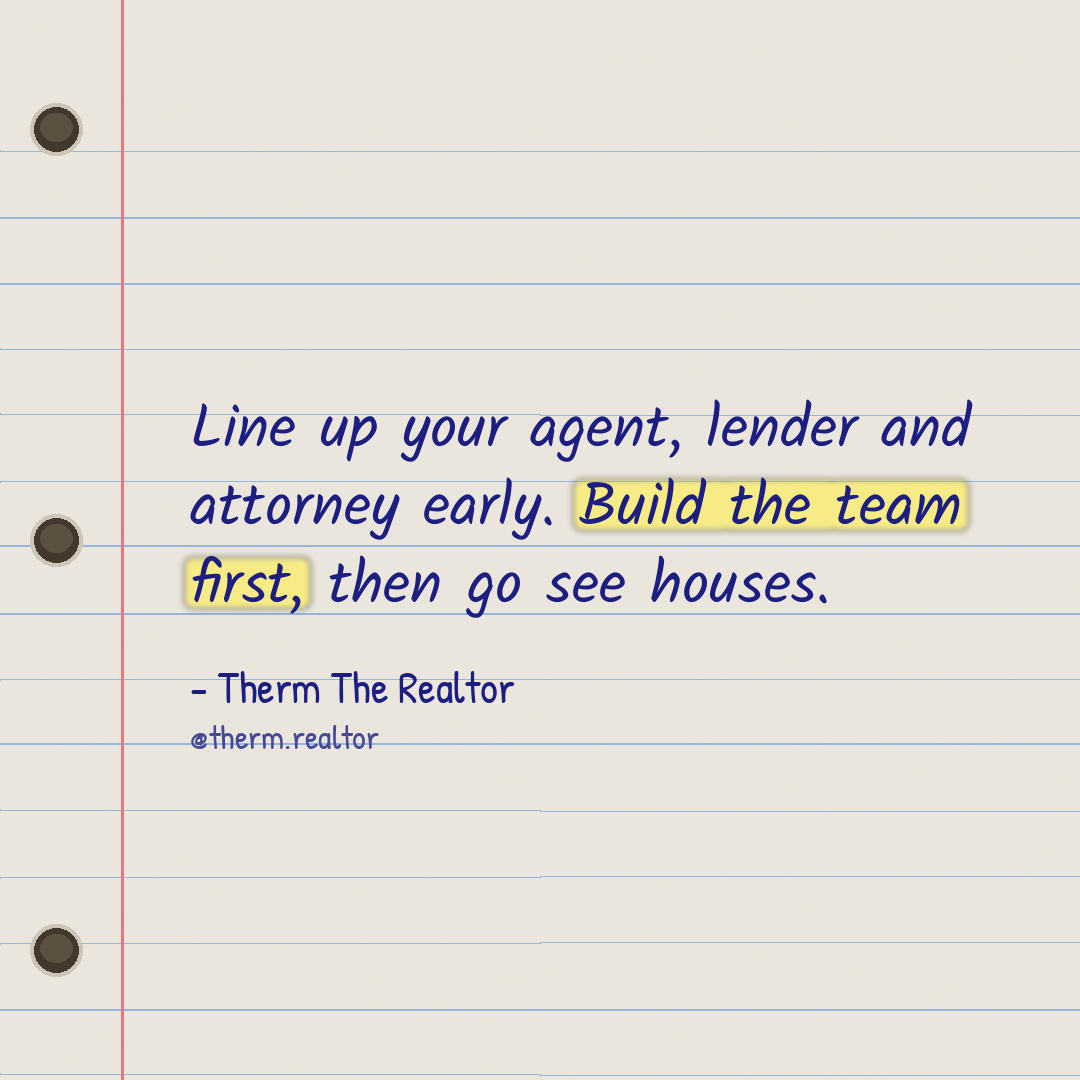 Line up your agent, lender and
attorney early. Build the team
first, then go see houses.
– Therm The Realtor
@therm.realtor